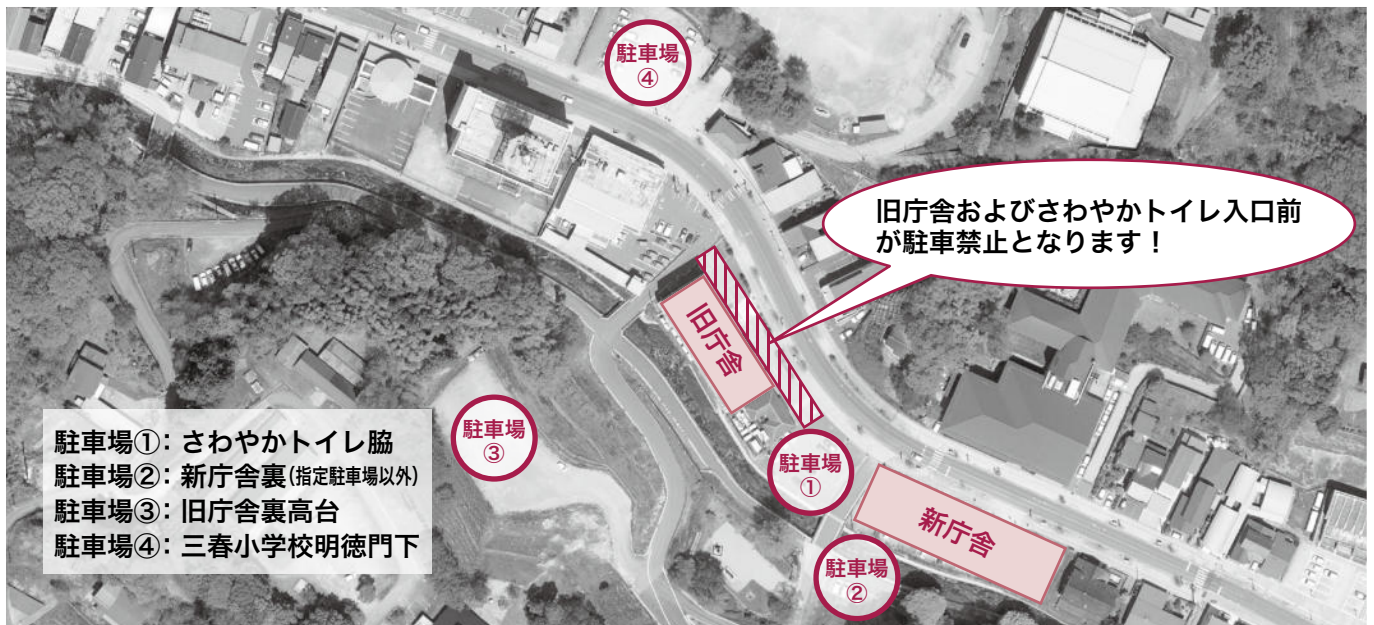 駐車場
④
旧庁舎およびさわやかトイレ入口前
が駐車禁止となります！
旧庁舎
駐車場
③
駐車場
①
新庁舎
駐車場
②
駐車場①：さわやかトイレ脇
駐車場②：新庁舎裏(指定駐車場以外)
駐車場③：旧庁舎裏高台
駐車場④：三春小学校明徳門下